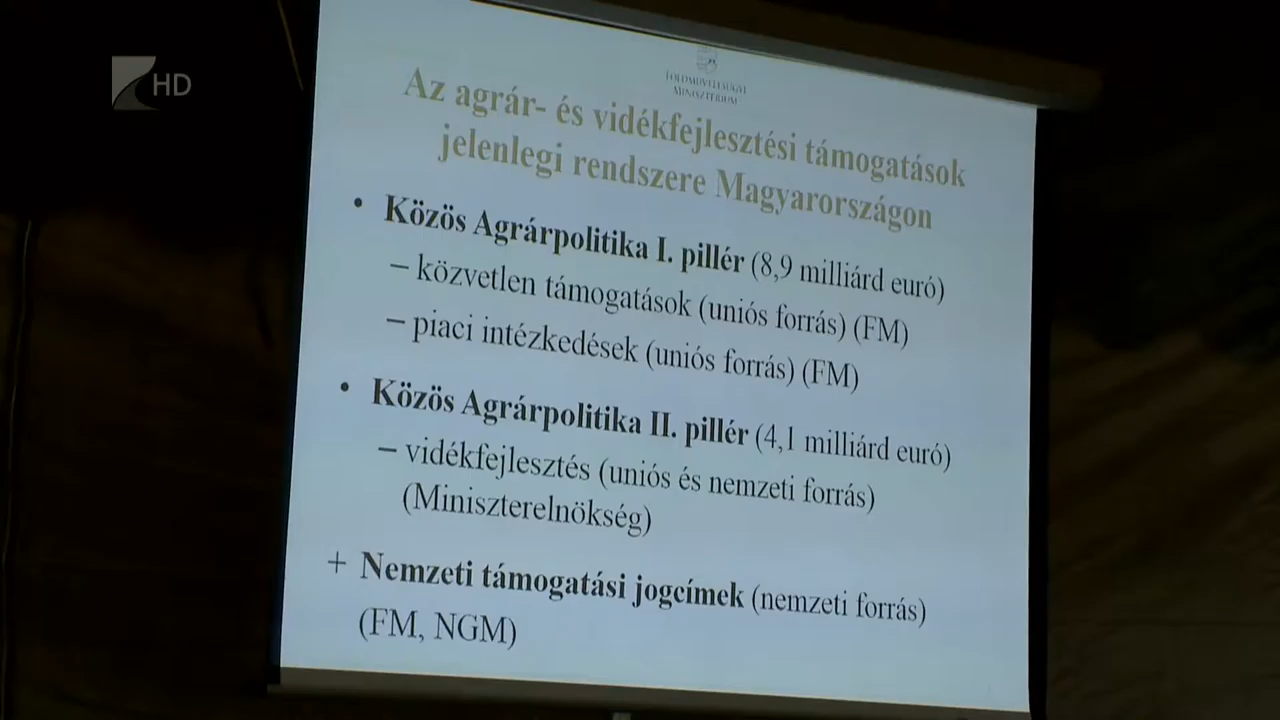 HD
FÖLDMŰVELÉSÜGYI
MINISZTÉRIUM
Az agrár- és vidékfejlesztési támogatások
jelenlegi rendszere Magyarországon
• Közös Agrárpolitika I. pillér (8,9 milliárd euró)
– közvetlen támogatások (uniós forrás) (FM)
– piaci intézkedések (uniós forrás) (FM)
• Közös Agrárpolitika II. pillér (4,1 milliárd euró)
– vidékfejlesztés (uniós és nemzeti forrás)
(Miniszterelnökség)
+ Nemzeti támogatási jogcímek (nemzeti forrás)
(FM, NGM)